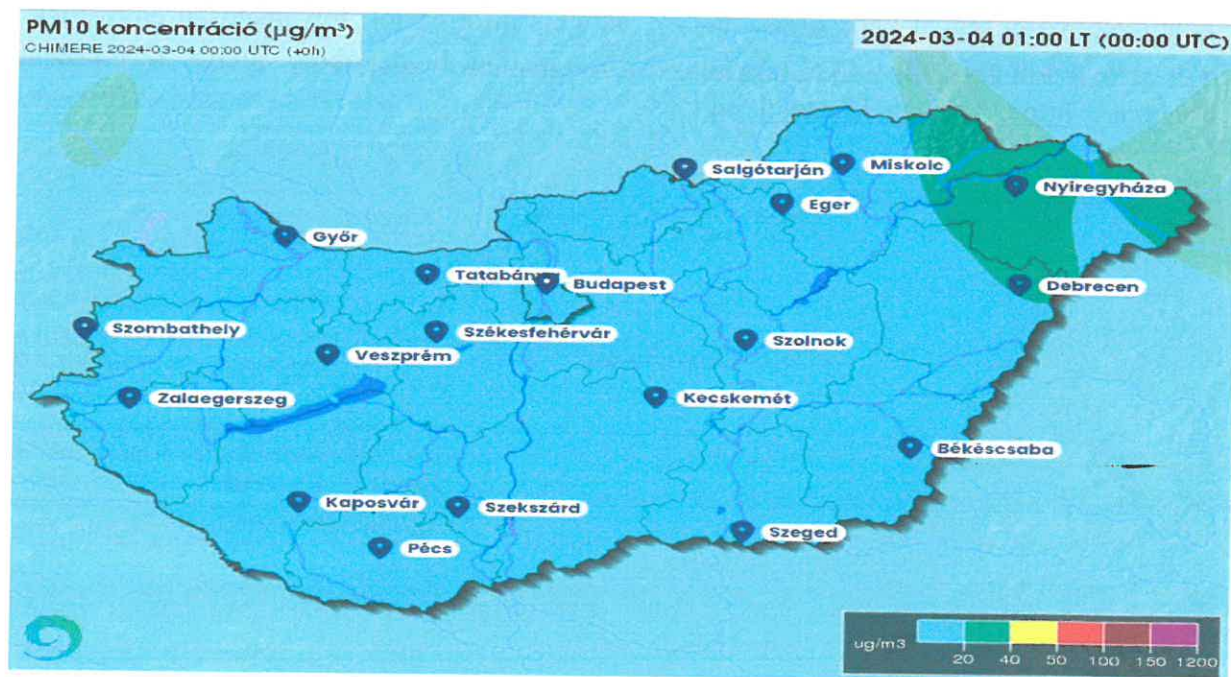 PM10 koncentráció (µg/m³)
CHIMERE 2024-03-04 00:00 UTC (+0h)
2024-03-04 01:00 LT (00:00 UTC)
Salgótarján
Miskolc
Nyíregyháza
Eger
Győr
Budapest
Debrecen
Szombathely
Székesfehérvár
Szolnok
Veszprém
Zalaegerszeg
Kecskemét
Békéscsaba
Kaposvár
Szekszárd
Szeged
Pécs
ug/m3
20 40 50 100 150 1200